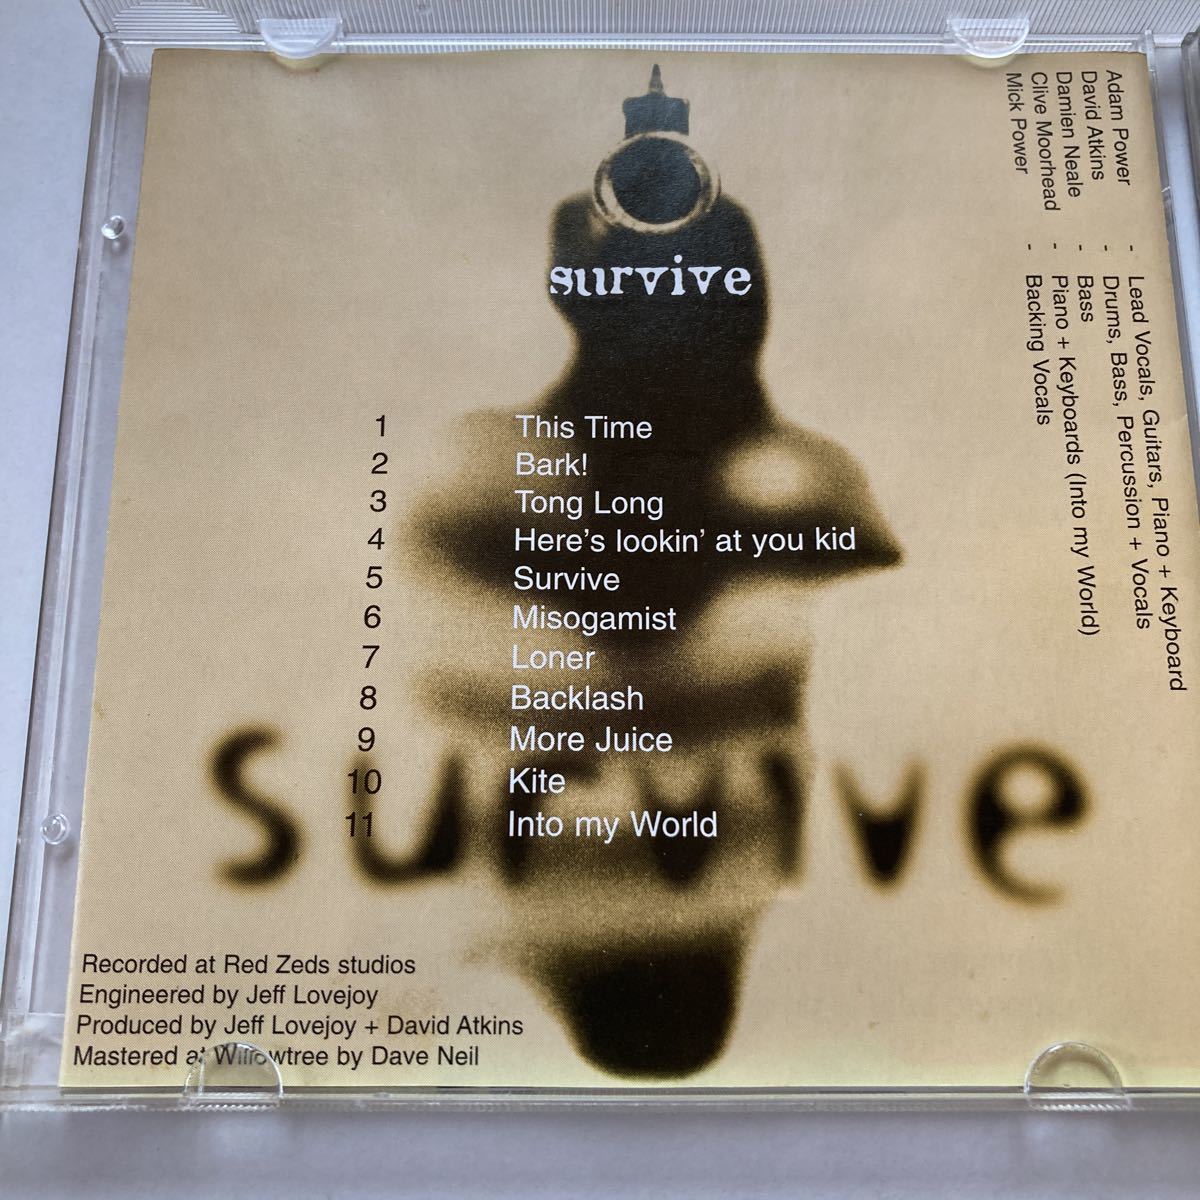 survive
1 This Time
2 Bark!
3 Tong Long
4 Here's lookin' at you kid
5 Survive
6 Misogamist
7 Loner
8 Backlash
9 More Juice
10 Kite
11 Into my World
survive
Recorded at Red Zeds studios
Engineered by Jeff Lovejoy
Produced by Jeff Lovejoy + David Atkins
Mastered at Willowtree by Dave Neil
Adam Power - Lead Vocals, Guitars, Piano + Keyboard
David Atkins - Drums, Bass, Percussion + Vocals
Damien Neale - Bass
Clive Moorhead - Piano + Keyboards (Into my World)
Mick Power - Backing Vocals